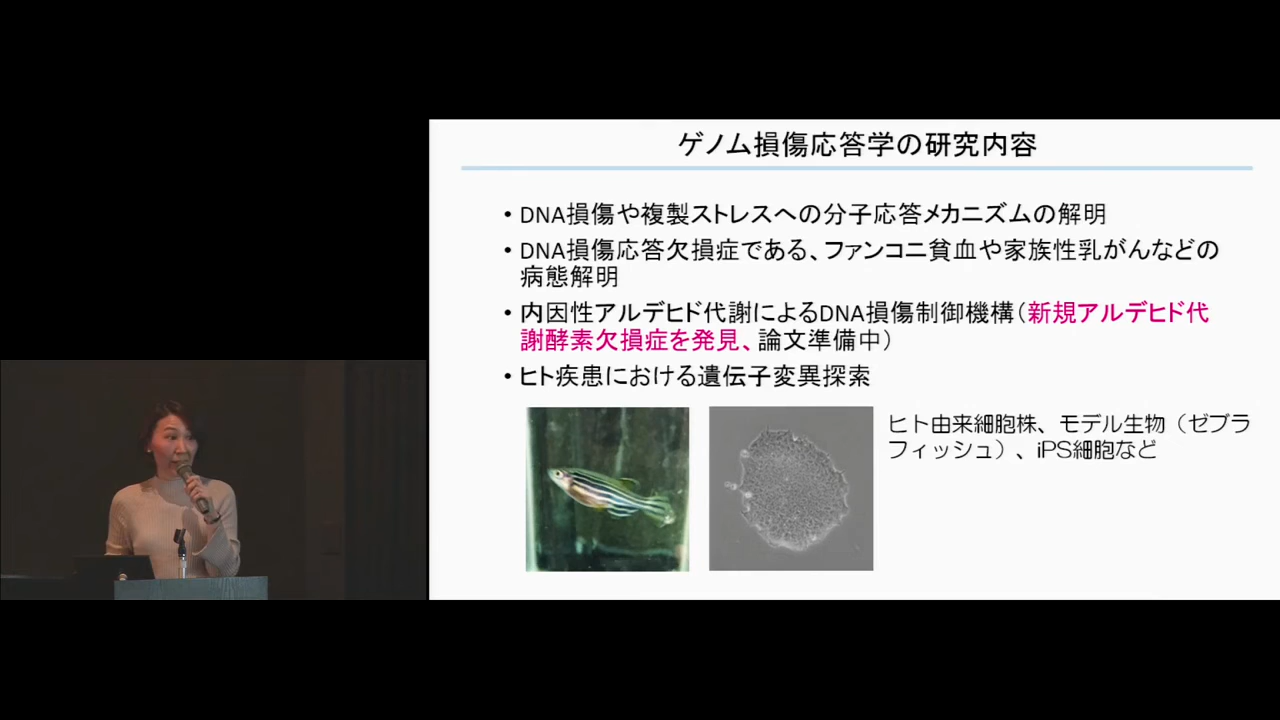 ゲノム損傷応答学の研究内容
• DNA損傷や複製ストレスへの分子応答メカニズムの解明
• DNA損傷応答欠損症である、ファンコニ貧血や家族性乳がんなどの
病態解明
• 内因性アルデヒド代謝によるDNA損傷制御機構（新規アルデヒド代
謝酵素欠損症を発見、論文準備中）
• ヒト疾患における遺伝子変異探索
ヒト由来細胞株、モデル生物（ゼブラ
フィッシュ）、iPS細胞など